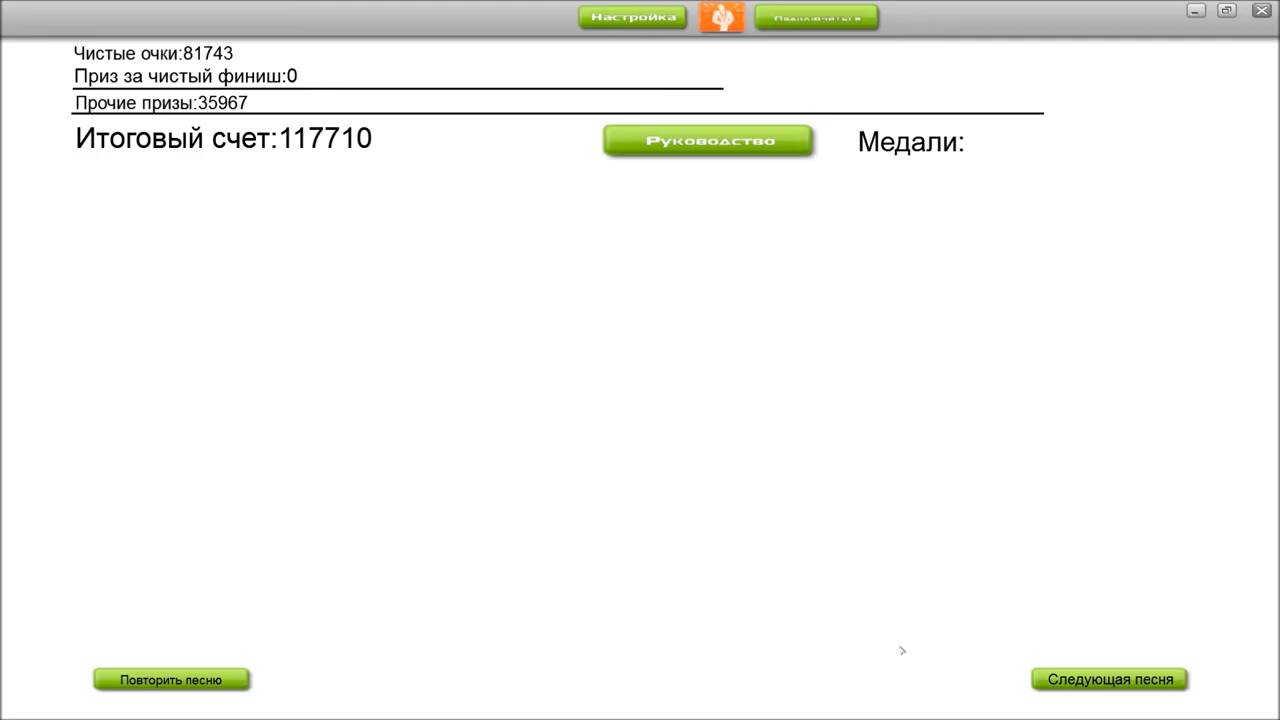 Настройка
Подключиться
Чистые очки:81743
Приз за чистый финиш:0
Прочие призы:35967
Итоговый счет:117710
Руководство
Медали:
Повторить песню
Следующая песня